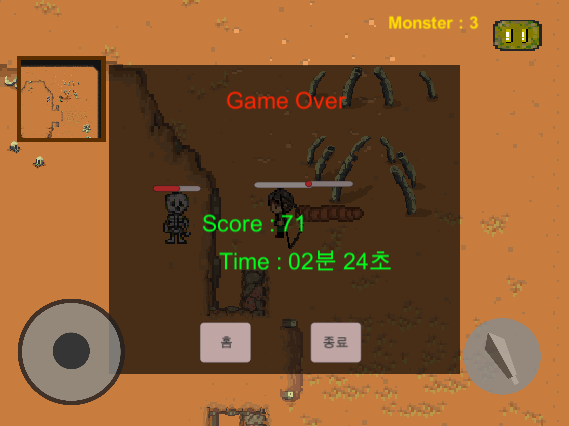 Monster : 3
Game Over
Score : 71
Time : 02분 24초
홈
종료